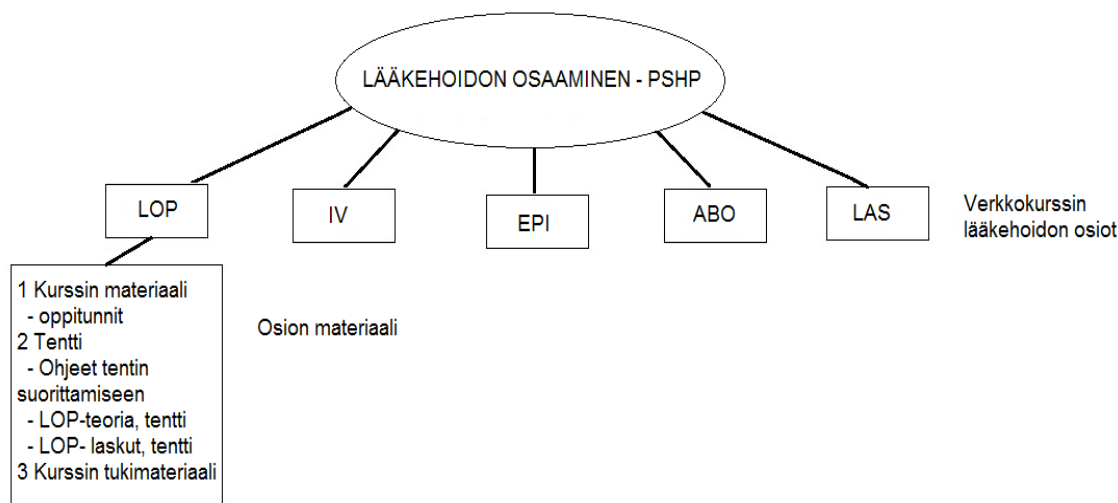 LÄÄKEHOIDON OSAAMINEN - PSHP
LOP
IV
EPI
ABO
LAS
Verkkokurssin
lääkehoidon osiot
1 Kurssin materiaali
- oppitunnit
2 Tentti
- Ohjeet tentin
suorittamiseen
- LOP-teoria, tentti
- LOP- laskut, tentti
3 Kurssin tukimateriaali
Osion materiaali